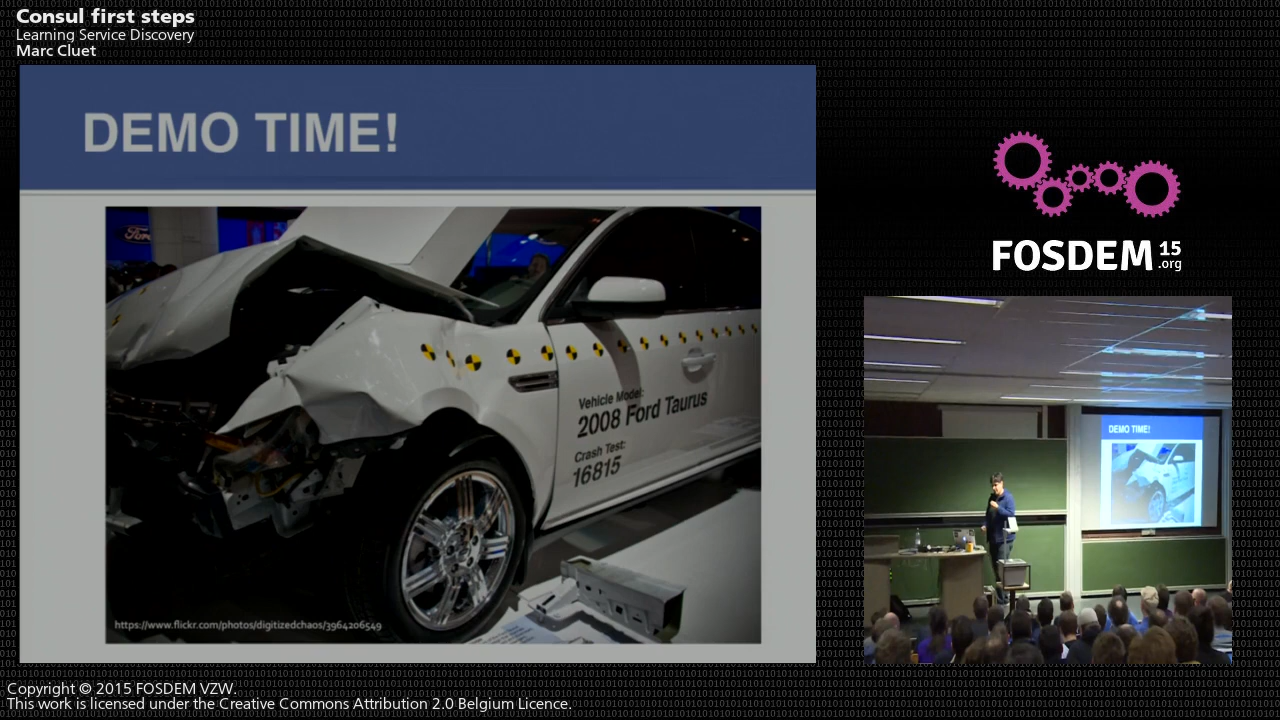 Consul first steps
Learning Service Discovery
Marc Cluet
DEMO TIME!
Ford
Vehicle Model:
2008 Ford Taurus
Crash Test:
16815
https://www.flickr.com/photos/digitizedchaos/3964206549
FOSDEM 15
.org
DEMO TIME!
Copyright © 2015 FOSDEM VZW.
This work is licensed under the Creative Commons Attribution 2.0 Belgium Licence.